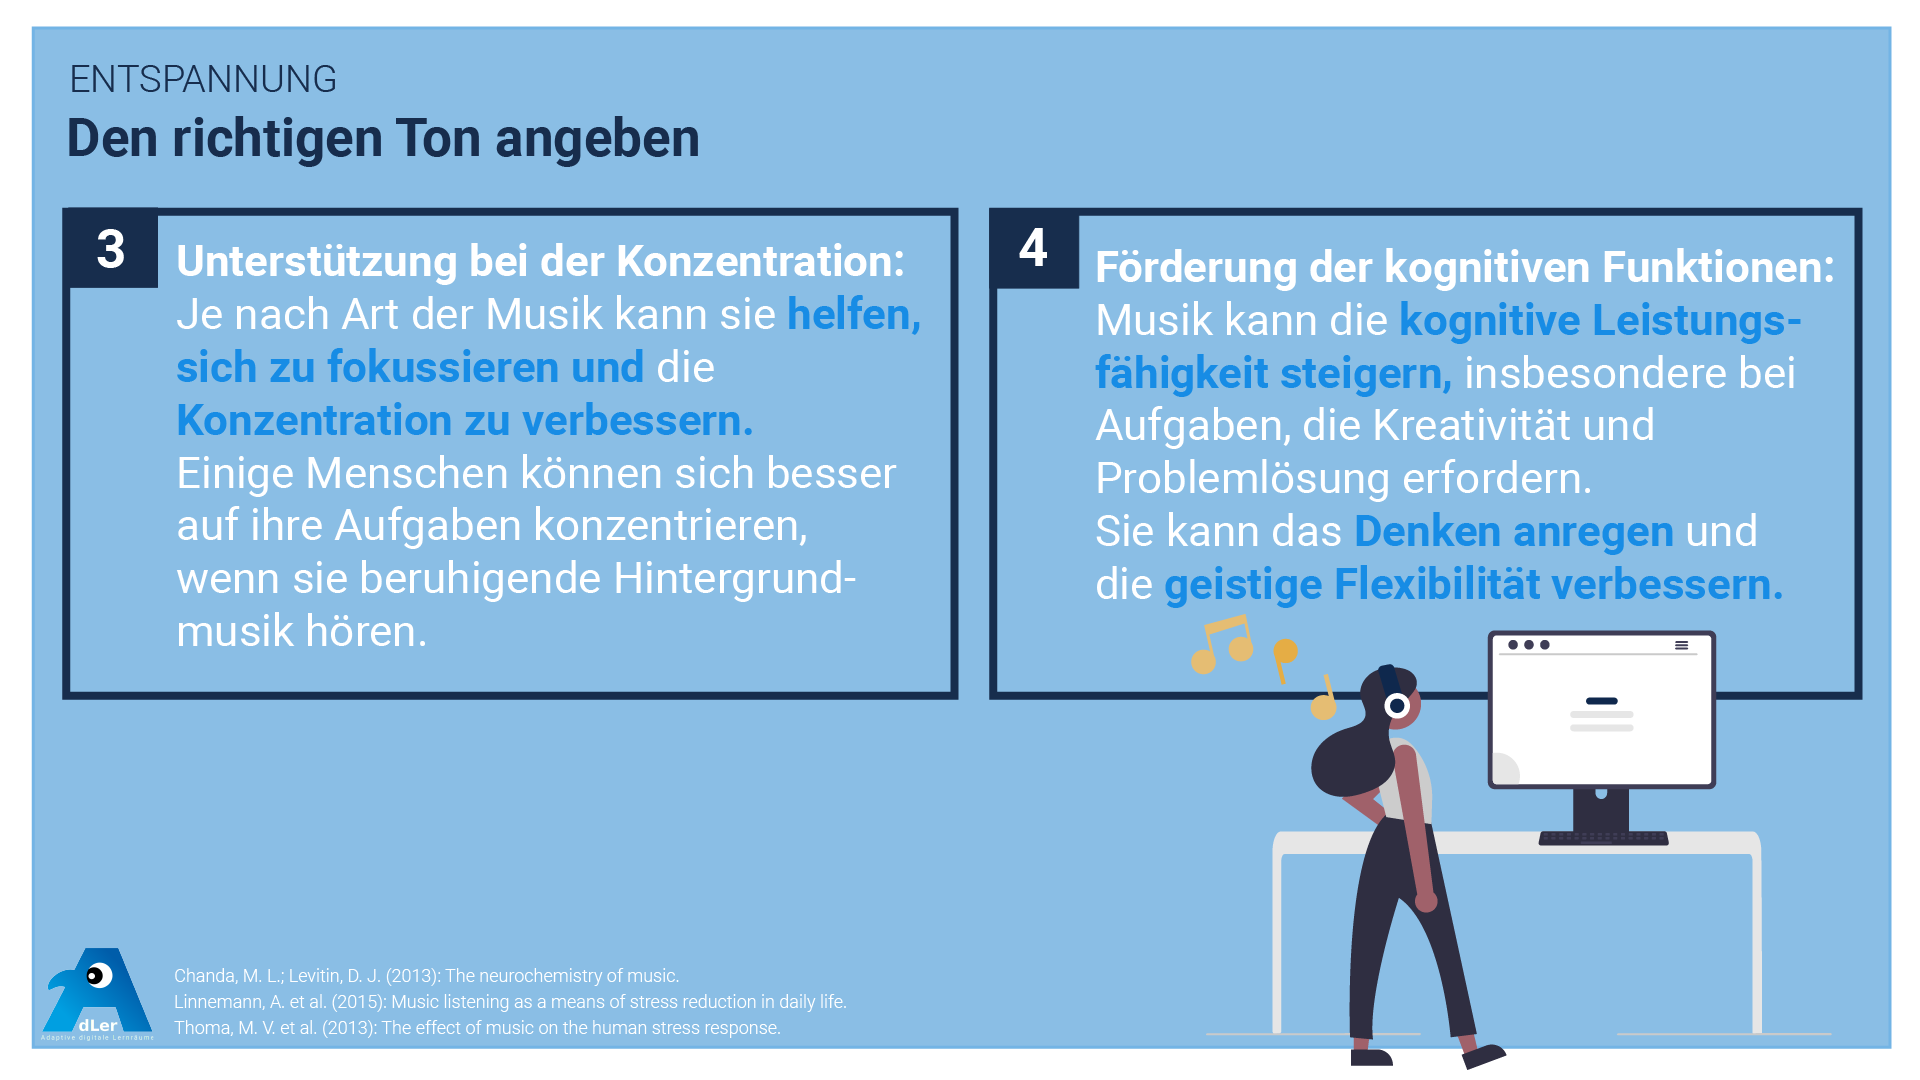 ENTSPANNUNG
Den richtigen Ton angeben
3
Unterstützung bei der Konzentration:
Je nach Art der Musik kann sie helfen,
sich zu fokussieren und die
Konzentration zu verbessern.
Einige Menschen können sich besser
auf ihre Aufgaben konzentrieren,
wenn sie beruhigende Hintergrund-
musik hören.
4
Förderung der kognitiven Funktionen:
Musik kann die kognitive Leistungs-
fähigkeit steigern, insbesondere bei
Aufgaben, die Kreativität und
Problemlösung erfordern.
Sie kann das Denken anregen und
die geistige Flexibilität verbessern.
dLer
Adaptive digitale Lernräume
Chanda, M. L.; Levitin, D. J. (2013): The neurochemistry of music.
Linnemann, A. et al. (2015): Music listening as a means of stress reduction in daily life.
Thoma, M. V. et al. (2013): The effect of music on the human stress response.